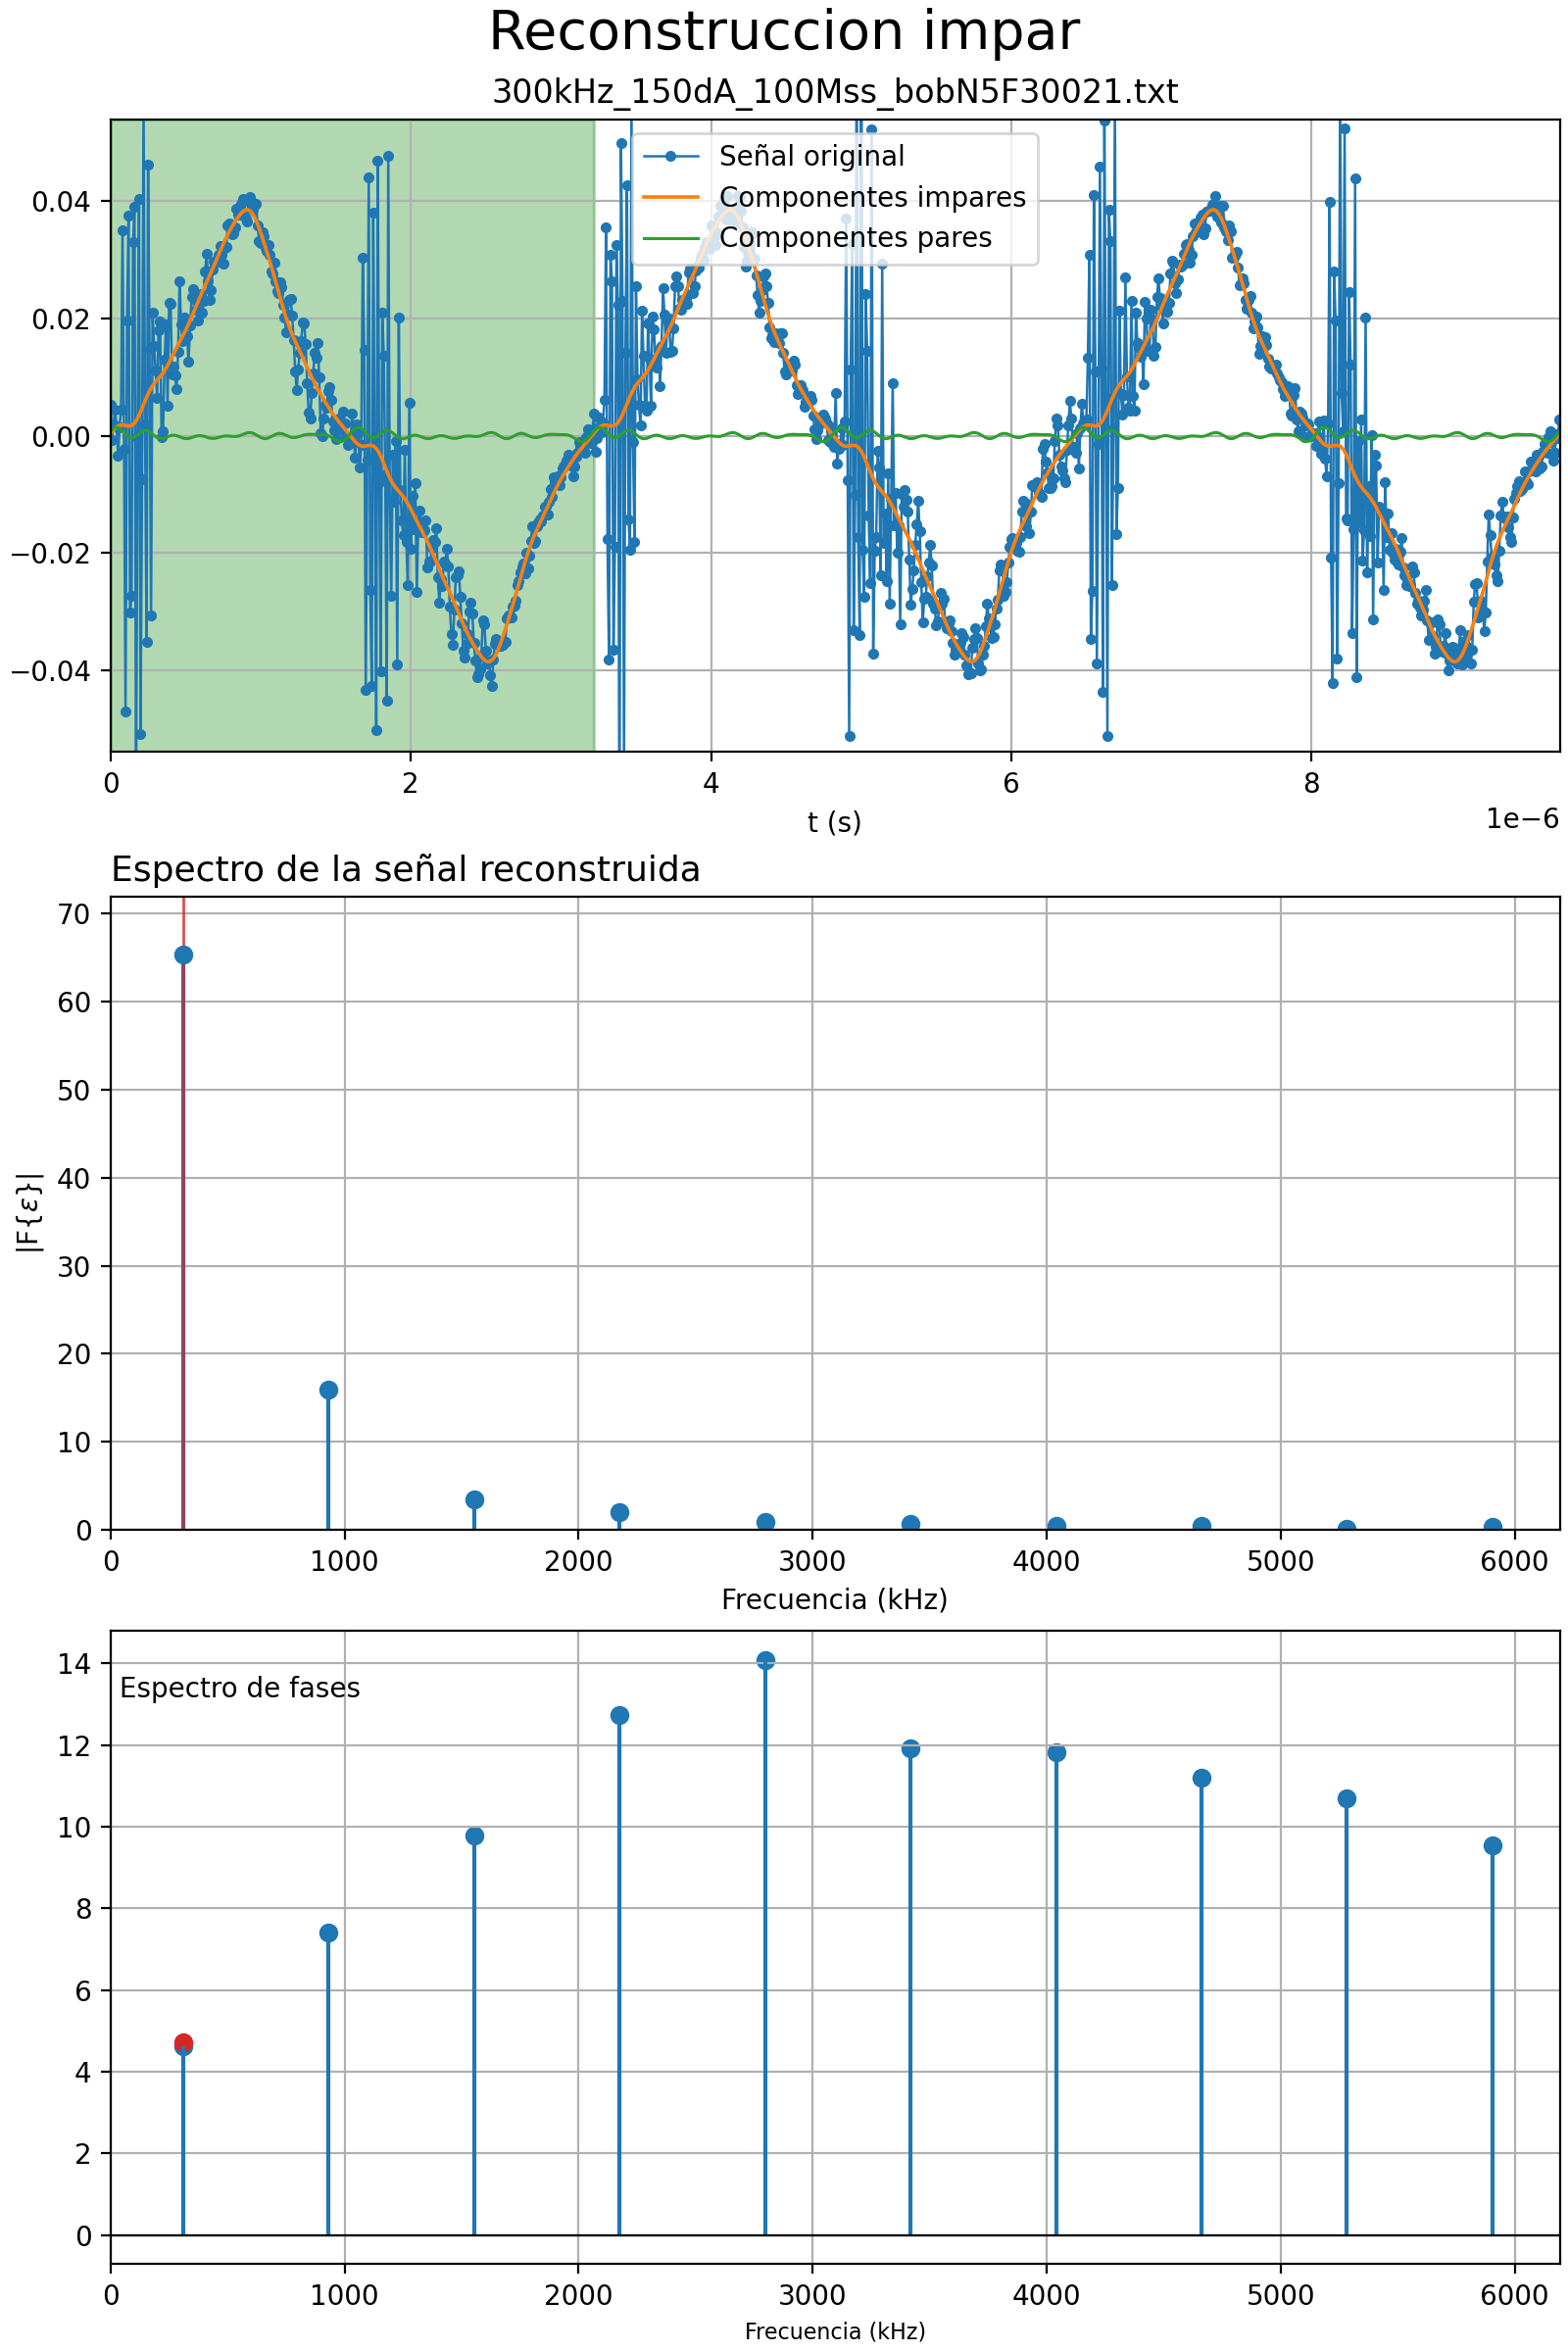 Reconstruccion impar
300kHz_150dA_100Mss_bobN5F30021.txt
Señal original
Componentes impares
Componentes pares
0.04
0.02
0.00
−0.02
−0.04
0 2 4 6 8
t (s)
1e−6
Espectro de la señal reconstruida
70
60
50
40
30
20
10
0
|F{ε}|
0 1000 2000 3000 4000 5000 6000
Frecuencia (kHz)
14
Espectro de fases
12
10
8
6
4
2
0
0 1000 2000 3000 4000 5000 6000
Frecuencia (kHz)